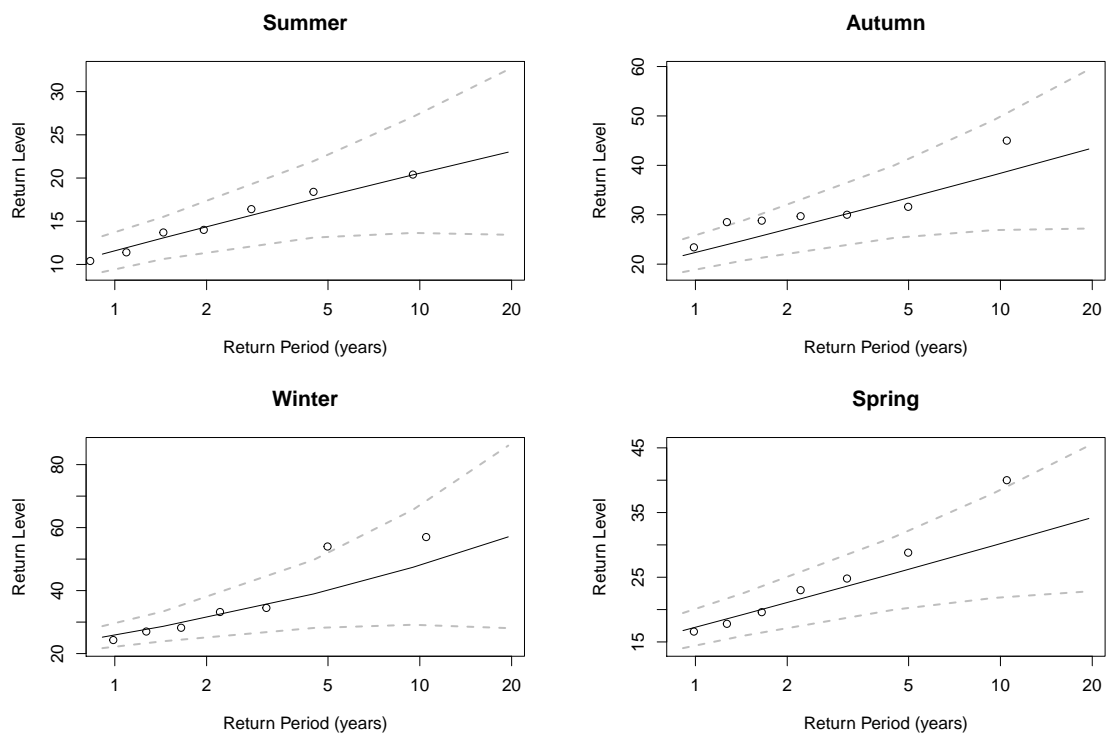 Summer
Return Level
10
15
20
25
30
1 2 5 10 20
Return Period (years)
Autumn
Return Level
20
30
40
50
60
1 2 5 10 20
Return Period (years)
Winter
Return Level
20
40
60
80
1 2 5 10 20
Return Period (years)
Spring
Return Level
15
25
35
45
1 2 5 10 20
Return Period (years)